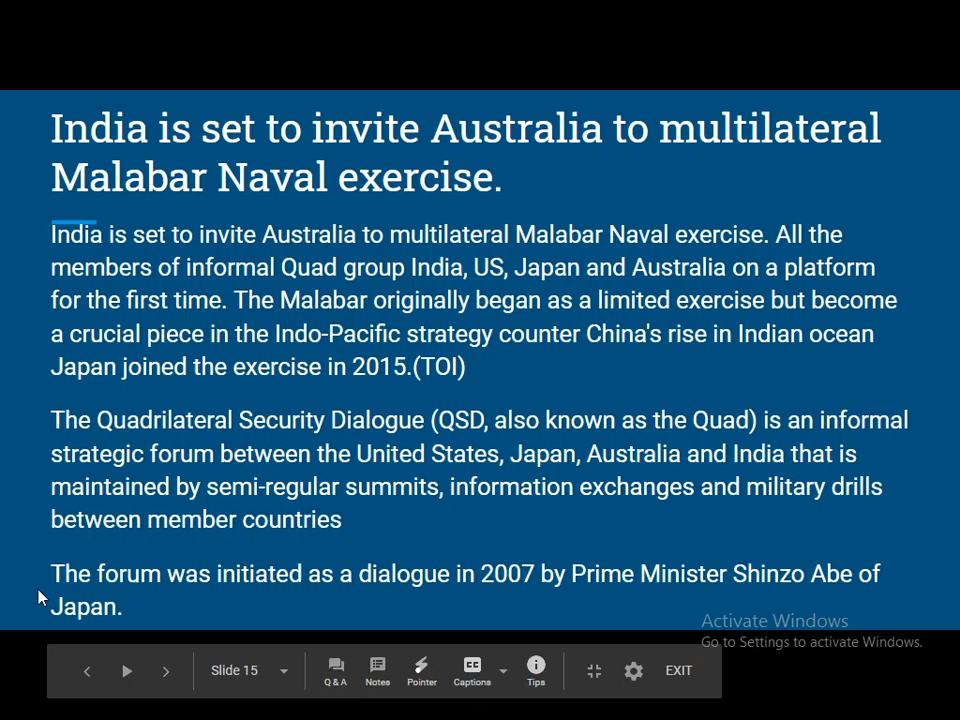 India is set to invite Australia to multilateral
Malabar Naval exercise.
India is set to invite Australia to multilateral Malabar Naval exercise. All the
members of informal Quad group India, US, Japan and Australia on a platform
for the first time. The Malabar originally began as a limited exercise but become
a crucial piece in the Indo-Pacific strategy counter China's rise in Indian ocean
Japan joined the exercise in 2015.(TOI)
The Quadrilateral Security Dialogue (QSD, also known as the Quad) is an informal
strategic forum between the United States, Japan, Australia and India that is
maintained by semi-regular summits, information exchanges and military drills
between member countries
The forum was initiated as a dialogue in 2007 by Prime Minister Shinzo Abe of
Japan.
Activate Windows
Go to Settings to activate Windows.
Slide 15
Q & A
Notes
Pointer
CC
Captions
Tips
EXIT